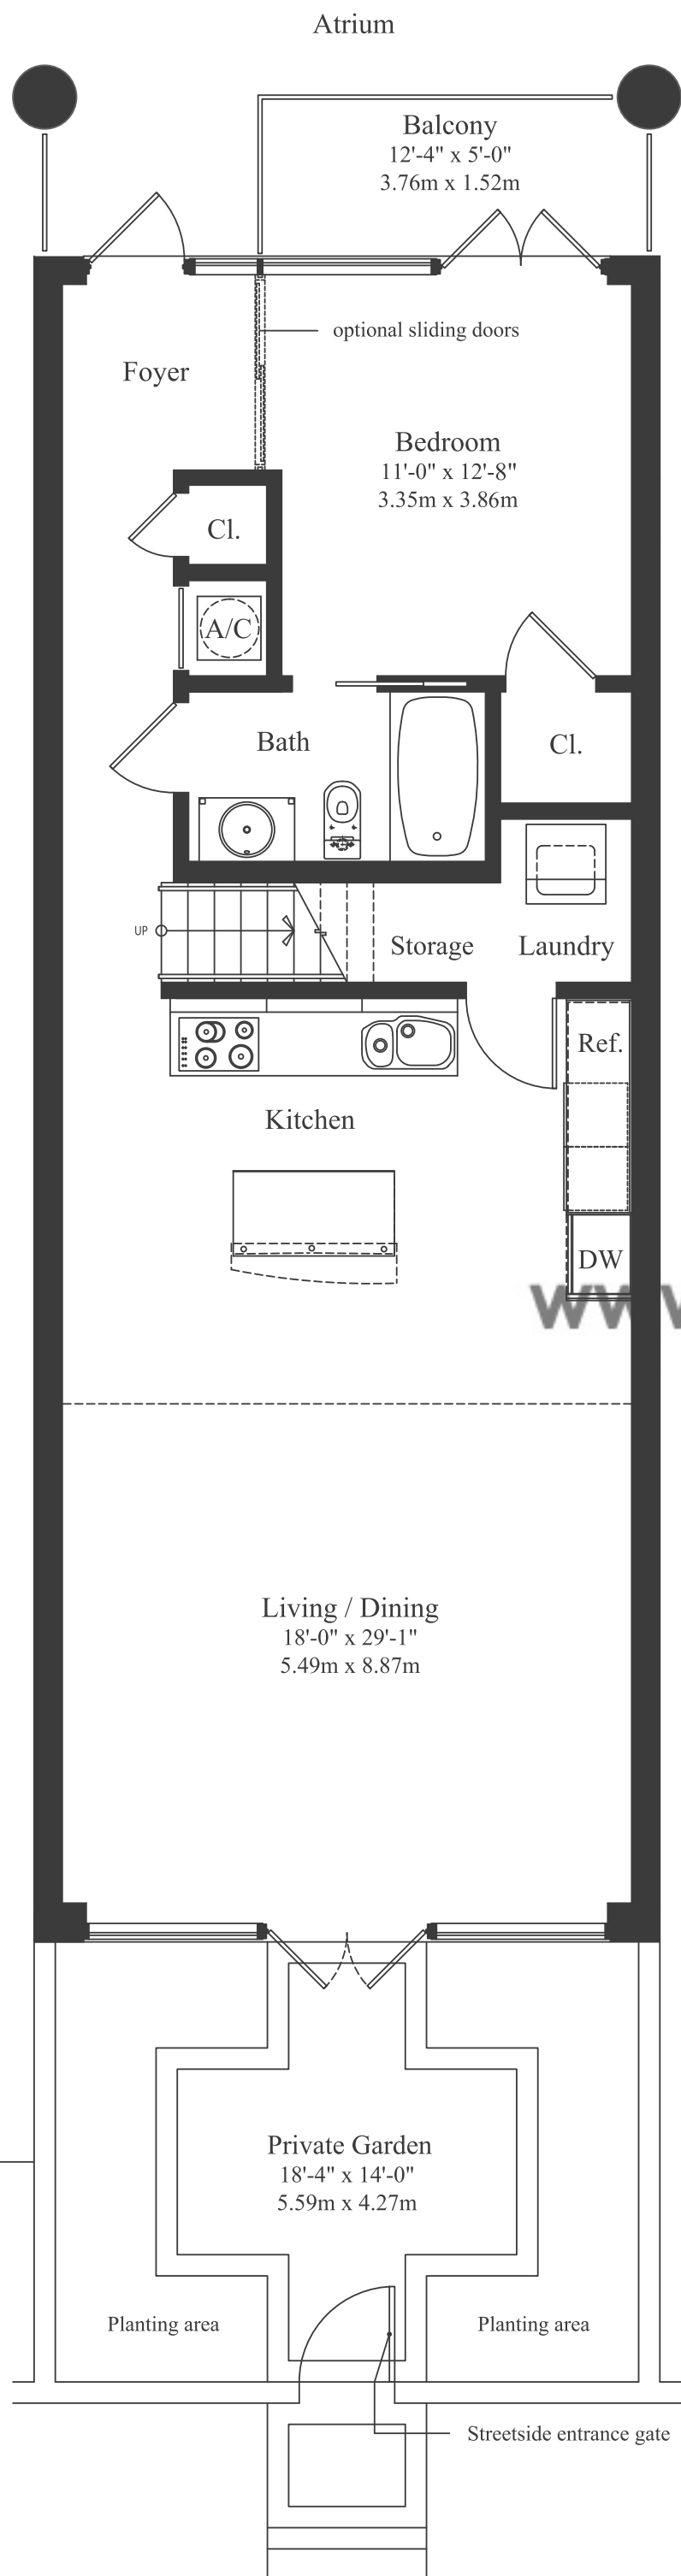 Atrium
Balcony
12'-4" x 5'-0"
3.76m x 1.52m
optional sliding doors
Foyer
Bedroom
11'-0" x 12'-8"
3.35m x 3.86m
Cl.
A/C
Bath
Cl.
UP
Storage
Laundry
Ref.
Kitchen
DW
Living / Dining
18'-0" x 29'-1"
5.49m x 8.87m
Private Garden
18'-4" x 14'-0"
5.59m x 4.27m
Planting area
Planting area
Streetside entrance gate